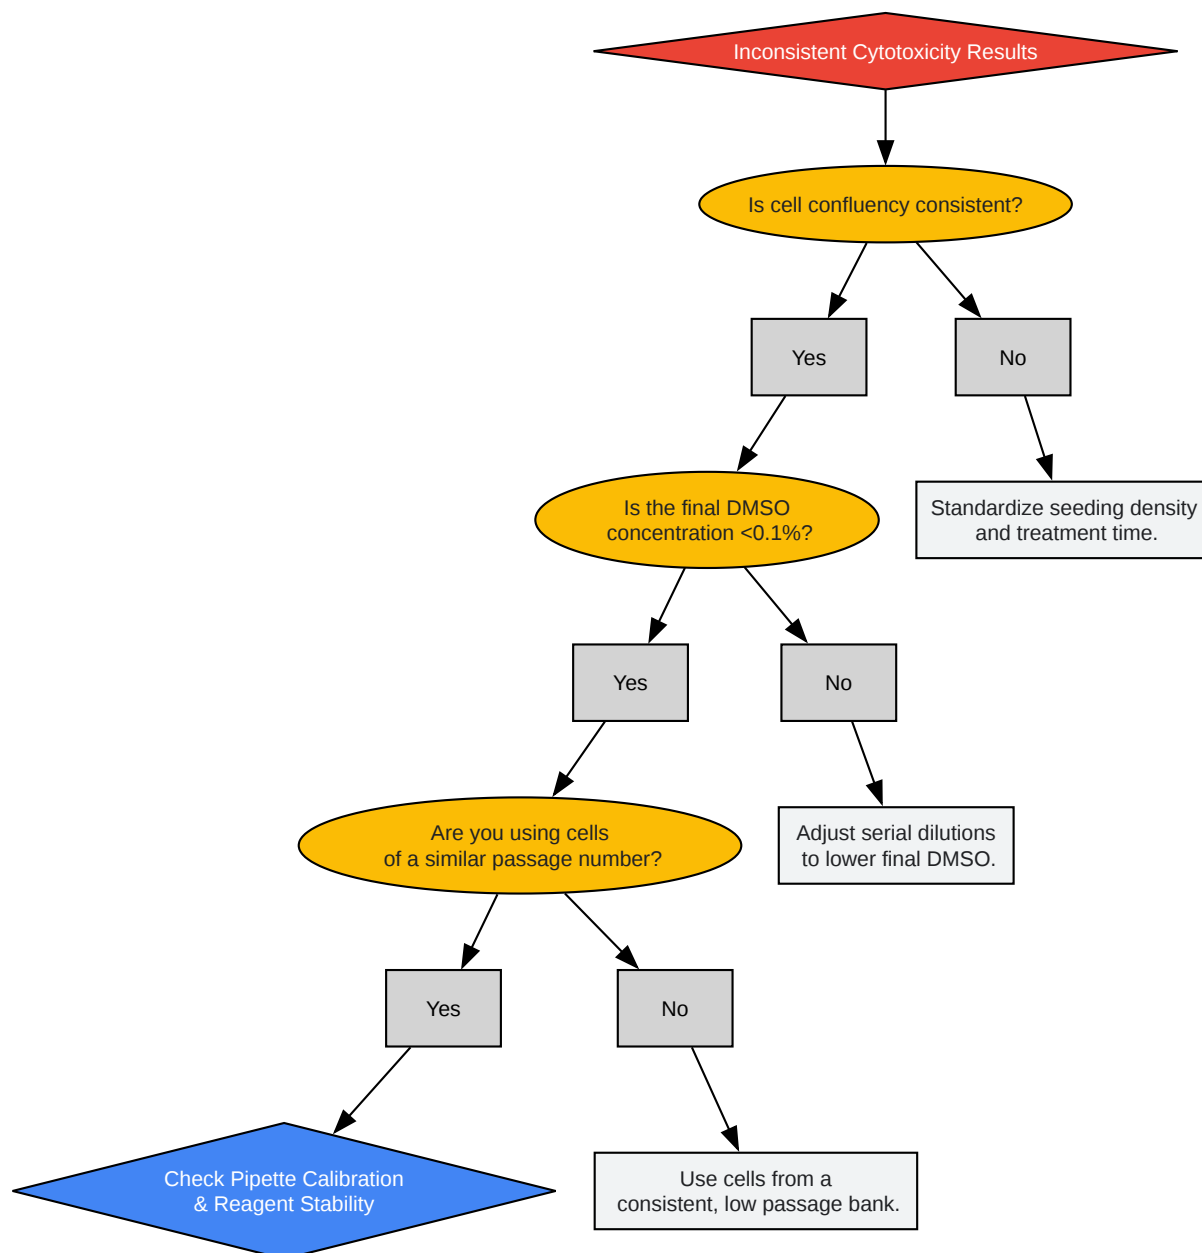 Inconsistent Cytotoxicity Results
Is cell confluency consistent?
Yes
No
Is the final DMSO
concentration <0.1%?
Standardize seeding density
and treatment time.
Yes
No
Are you using cells
of a similar passage number?
Adjust serial dilutions
to lower final DMSO.
Yes
No
Check Pipette Calibration
& Reagent Stability
Use cells from a
consistent, low passage bank.